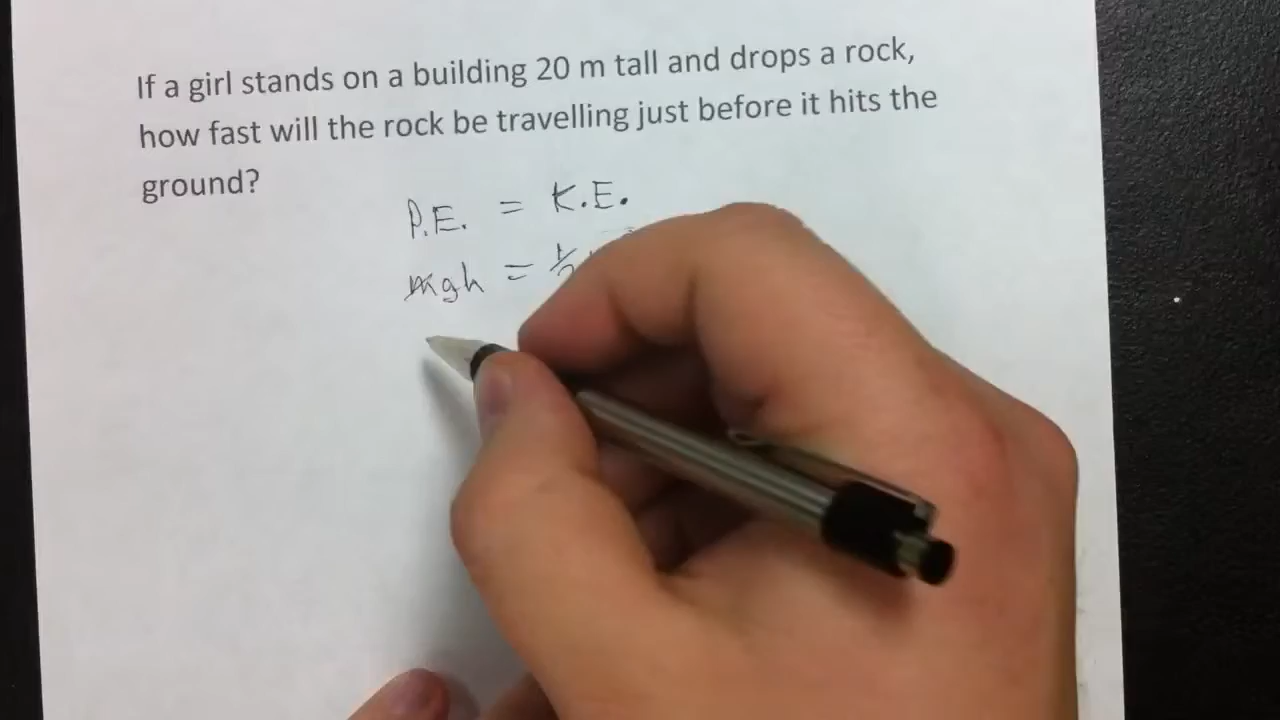 If a girl stands on a building 20 m tall and drops a rock,
how fast will the rock be travelling just before it hits the
ground?
P.E. = K.E.
mgh = 1/2